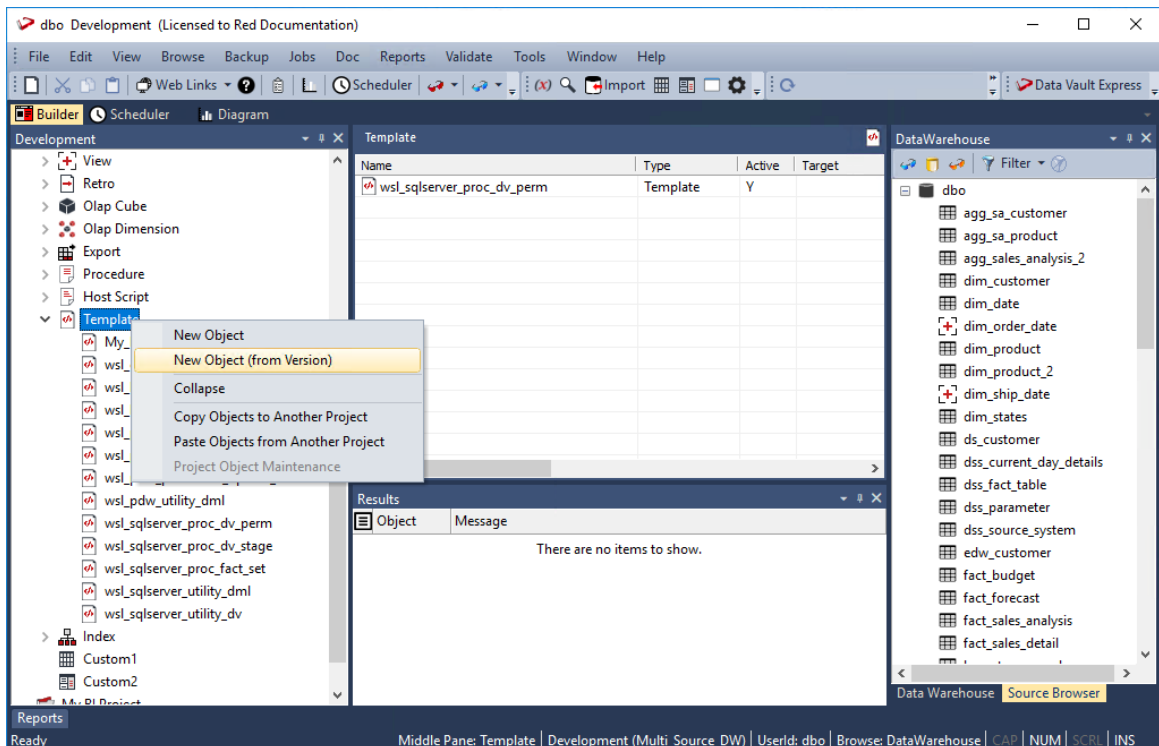 dbo Development (Licensed to Red Documentation)
File Edit View Browse Backup Jobs Doc Reports Validate Tools Window Help
Web Links Scheduler (x) Import Data Vault Express
Builder Scheduler Diagram
Development
View
Retro
Olap Cube
Olap Dimension
Export
Procedure
Host Script
Template
My_
wsl_
wsl_
wsl_
wsl_
wsl_
wsl_
wsl_pdw_utility_dml
wsl_sqlserver_proc_dv_perm
wsl_sqlserver_proc_dv_stage
wsl_sqlserver_proc_fact_set
wsl_sqlserver_utility_dml
wsl_sqlserver_utility_dv
Index
Custom1
Custom2
My BI Project
New Object
New Object (from Version)
Collapse
Copy Objects to Another Project
Paste Objects from Another Project
Project Object Maintenance
Template
Name Type Active Target
wsl_sqlserver_proc_dv_perm Template Y
Results
Object Message
There are no items to show.
DataWarehouse
Filter
dbo
agg_sa_customer
agg_sa_product
agg_sales_analysis_2
dim_customer
dim_date
dim_order_date
dim_product
dim_product_2
dim_ship_date
dim_states
ds_customer
dss_current_day_details
dss_fact_table
dss_parameter
dss_source_system
edw_customer
fact_budget
fact_forecast
fact_sales_analysis
fact_sales_detail
Data Warehouse Source Browser
Reports
Ready Middle Pane: Template Development (Multi Source DW) UserId: dbo Browse: DataWarehouse CAP NUM SCRL INS